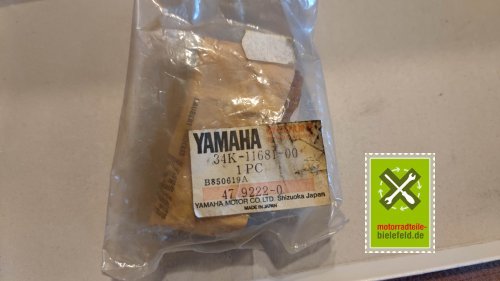 YAMAHA
34K-11681-00
1 PC
B850619A
47 9222-0
YAMAHA MOTOR CO. LTD. Shizuoka Japan
MADE IN JAPAN
motorradteile-
bielefeld.de